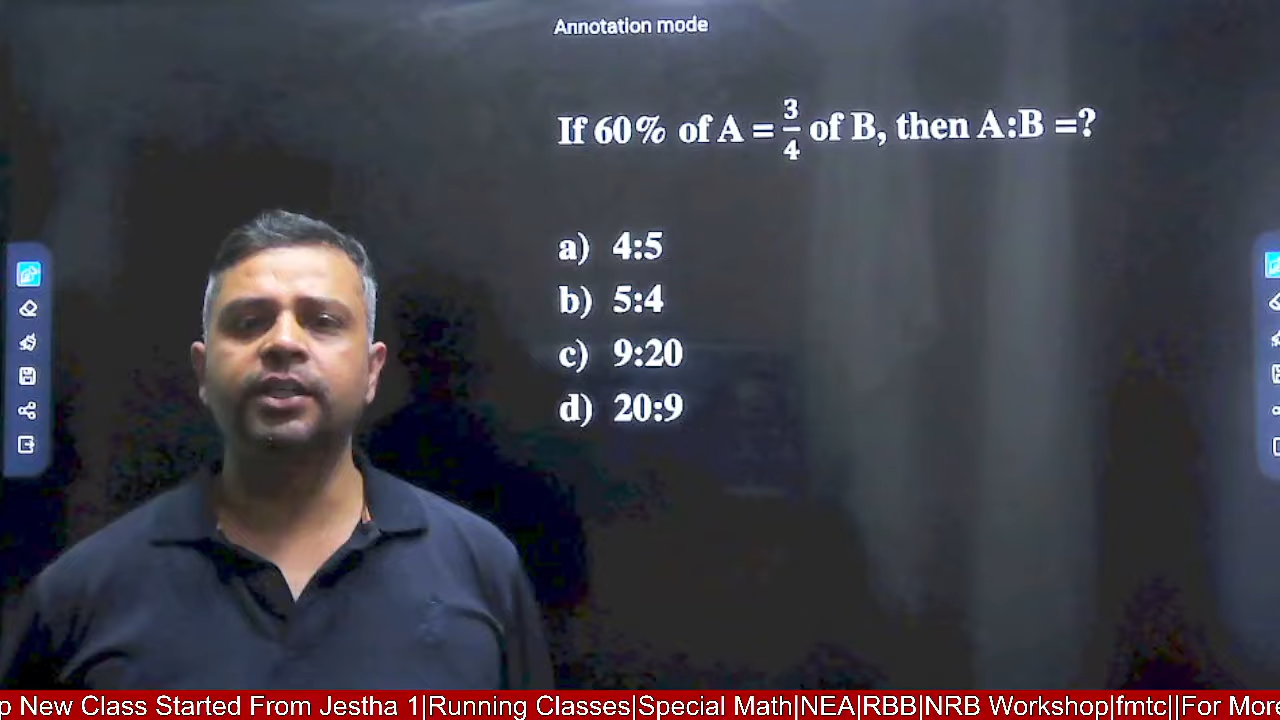 Annotation mode
If 60% of A = 3/4 of B, then A:B =?
a) 4:5
b) 5:4
c) 9:20
d) 20:9
p New Class Started From Jestha 1|Running Classes|Special Math|NEA|RBB|NRB Workshop|fmtc||For More